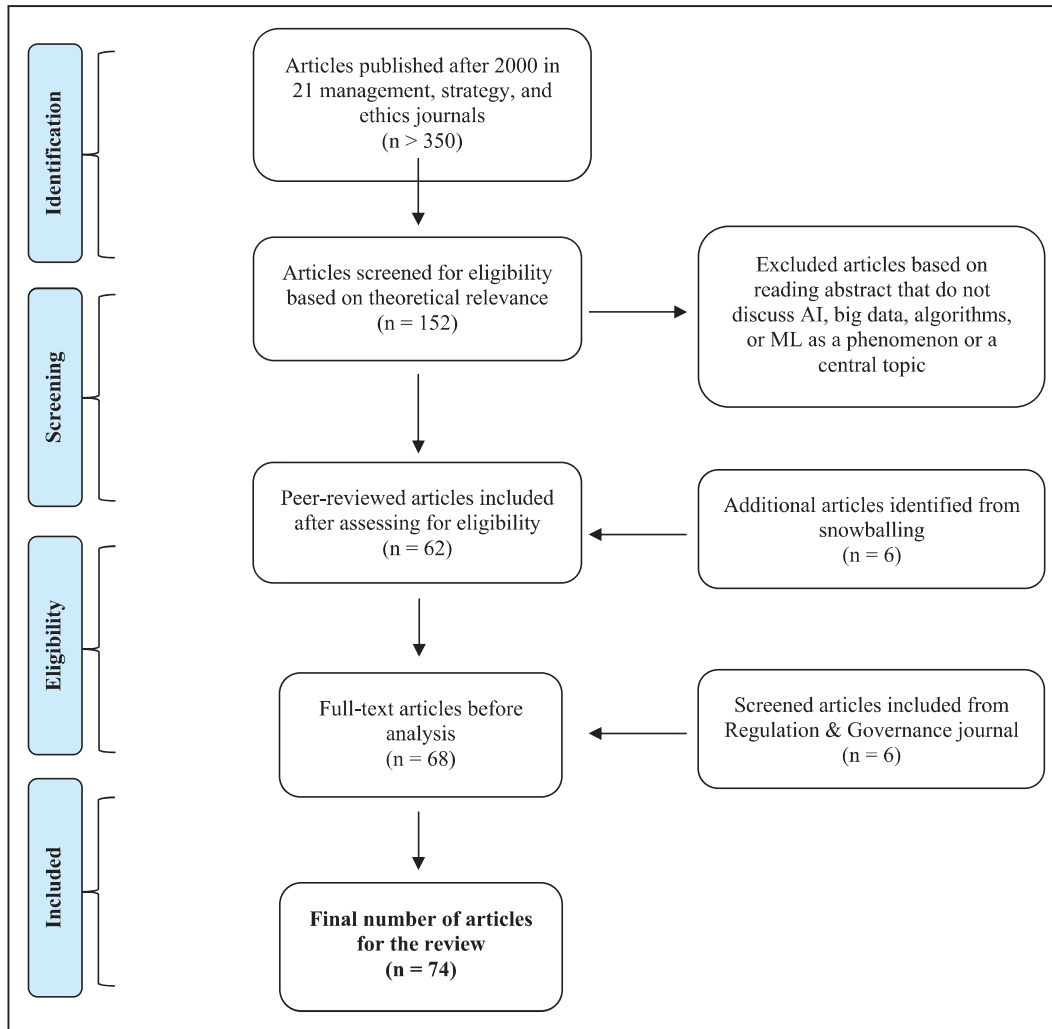 Identification
Articles published after 2000 in
21 management, strategy, and
ethics journals
(n > 350)
Articles screened for eligibility
based on theoretical relevance
(n = 152)
Excluded articles based on
reading abstract that do not
discuss AI, big data, algorithms,
or ML as a phenomenon or a
central topic
Screening
Peer-reviewed articles included
after assessing for eligibility
(n = 62)
Additional articles identified from
snowballing
(n = 6)
Eligibility
Full-text articles before
analysis
(n = 68)
Screened articles included from
Regulation & Governance journal
(n = 6)
Included
Final number of articles
for the review
(n = 74)